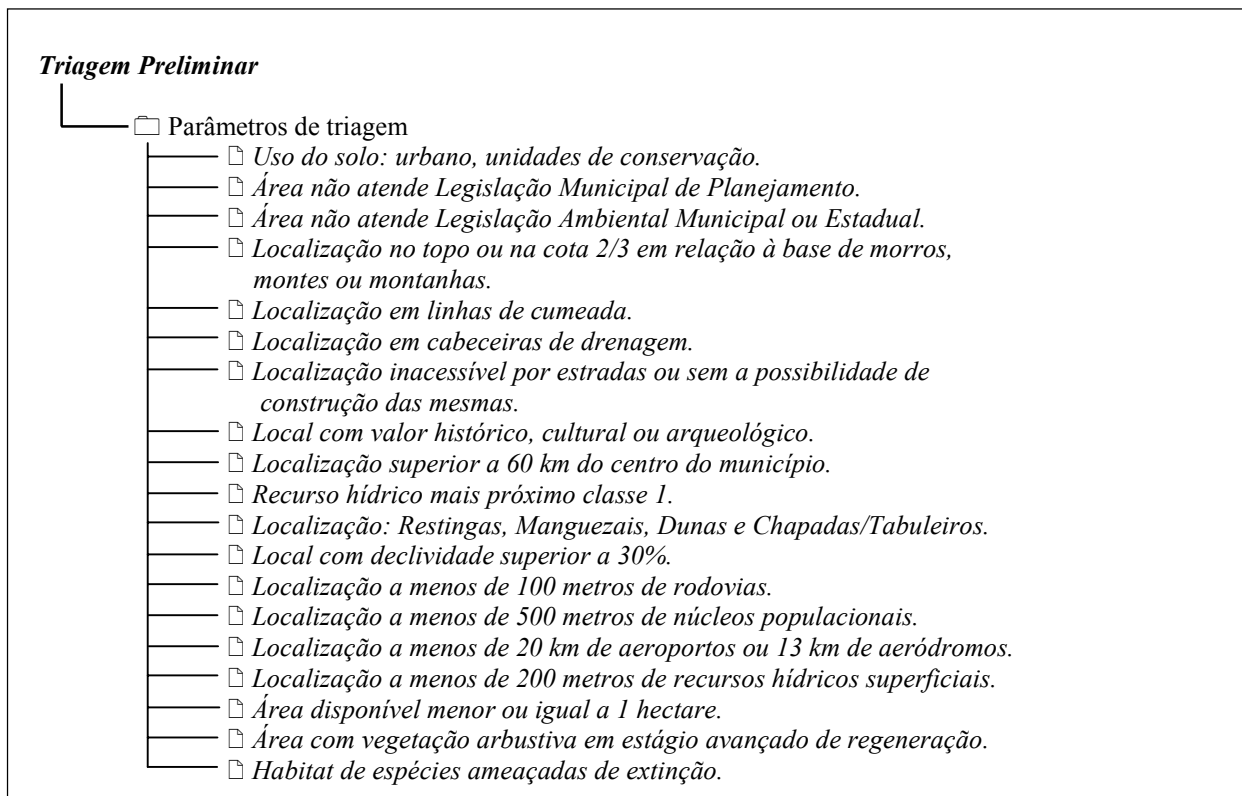 Triagem Preliminar
Parâmetros de triagem
Uso do solo: urbano, unidades de conservação.
Área não atende Legislação Municipal de Planejamento.
Área não atende Legislação Ambiental Municipal ou Estadual.
Localização no topo ou na cota 2/3 em relação à base de morros,
montes ou montanhas.
Localização em linhas de cumeada.
Localização em cabeceiras de drenagem.
Localização inacessível por estradas ou sem a possibilidade de
construção das mesmas.
Local com valor histórico, cultural ou arqueológico.
Localização superior a 60 km do centro do município.
Recurso hídrico mais próximo classe 1.
Localização: Restingas, Manguezais, Dunas e Chapadas/Tabuleiros.
Local com declividade superior a 30%.
Localização a menos de 100 metros de rodovias.
Localização a menos de 500 metros de núcleos populacionais.
Localização a menos de 20 km de aeroportos ou 13 km de aeródromos.
Localização a menos de 200 metros de recursos hídricos superficiais.
Área disponível menor ou igual a 1 hectare.
Área com vegetação arbustiva em estágio avançado de regeneração.
Habitat de espécies ameaçadas de extinção.